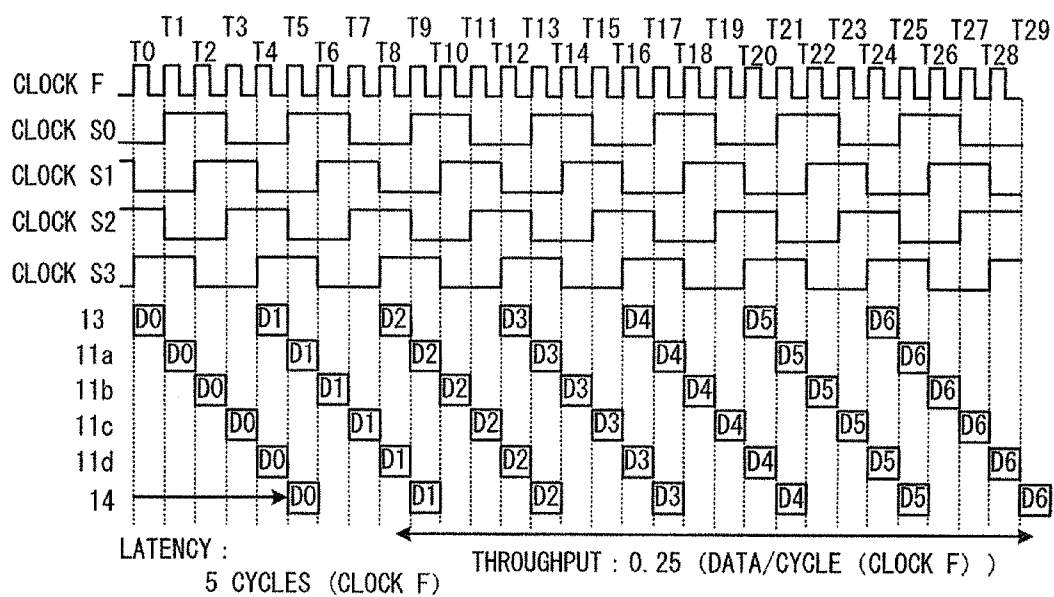 T1 T3 T5 T7 T9 T11 T13 T15 T17 T19 T21 T23 T25 T27 T29
T0 T2 T4 T6 T8 T10 T12 T14 T16 T18 T20 T22 T24 T26 T28
CLOCK F
CLOCK S0
CLOCK S1
CLOCK S2
CLOCK S3
13 D0 D1 D2 D3 D4 D5 D6
11a D0 D1 D2 D3 D4 D5 D6
11b D0 D1 D2 D3 D4 D5 D6
11c D0 D1 D2 D3 D4 D5 D6
11d D0 D1 D2 D3 D4 D5 D6
14 D0 D1 D2 D3 D4 D5 D6
LATENCY :
5 CYCLES (CLOCK F)
THROUGHPUT : 0.25 (DATA/CYCLE (CLOCK F) )